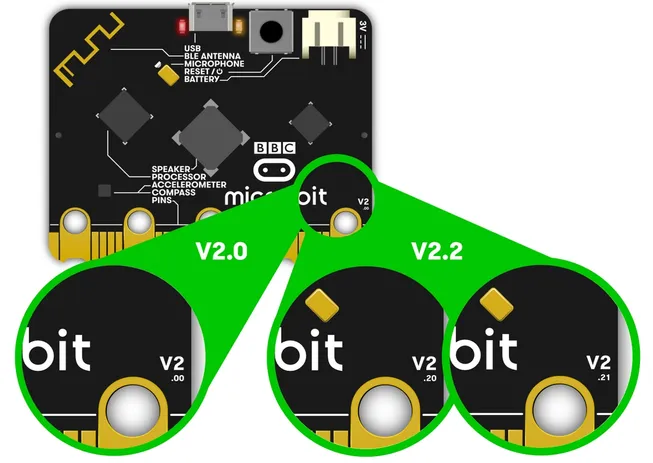 USB
BLE ANTENNA
MICROPHONE
RESET / ⏻
BATTERY
3V
SPEAKER
PROCESSOR
ACCELEROMETER
COMPASS
PINS
BBC
micro:bit
V2
.00
V2.0
V2.2
bit
V2
.00
bit
V2
.20
bit
V2
.21